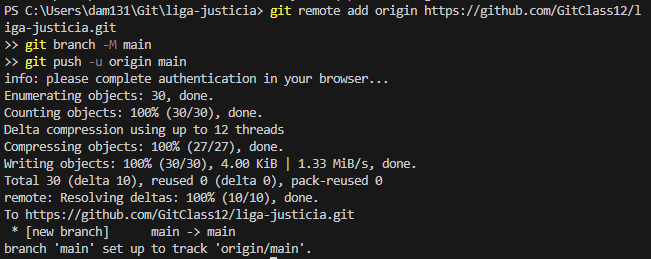 PS C:\Users\dam131\Git\liga-justicia> git remote add origin https://github.com/GitClass12/l
iga-justicia.git
>> git branch -M main
>> git push -u origin main
info: please complete authentication in your browser...
Enumerating objects: 30, done.
Counting objects: 100% (30/30), done.
Delta compression using up to 12 threads
Compressing objects: 100% (27/27), done.
Writing objects: 100% (30/30), 4.00 KiB | 1.33 MiB/s, done.
Total 30 (delta 10), reused 0 (delta 0), pack-reused 0
remote: Resolving deltas: 100% (10/10), done.
To https://github.com/GitClass12/liga-justicia.git
 * [new branch]      main -> main
branch 'main' set up to track 'origin/main'.